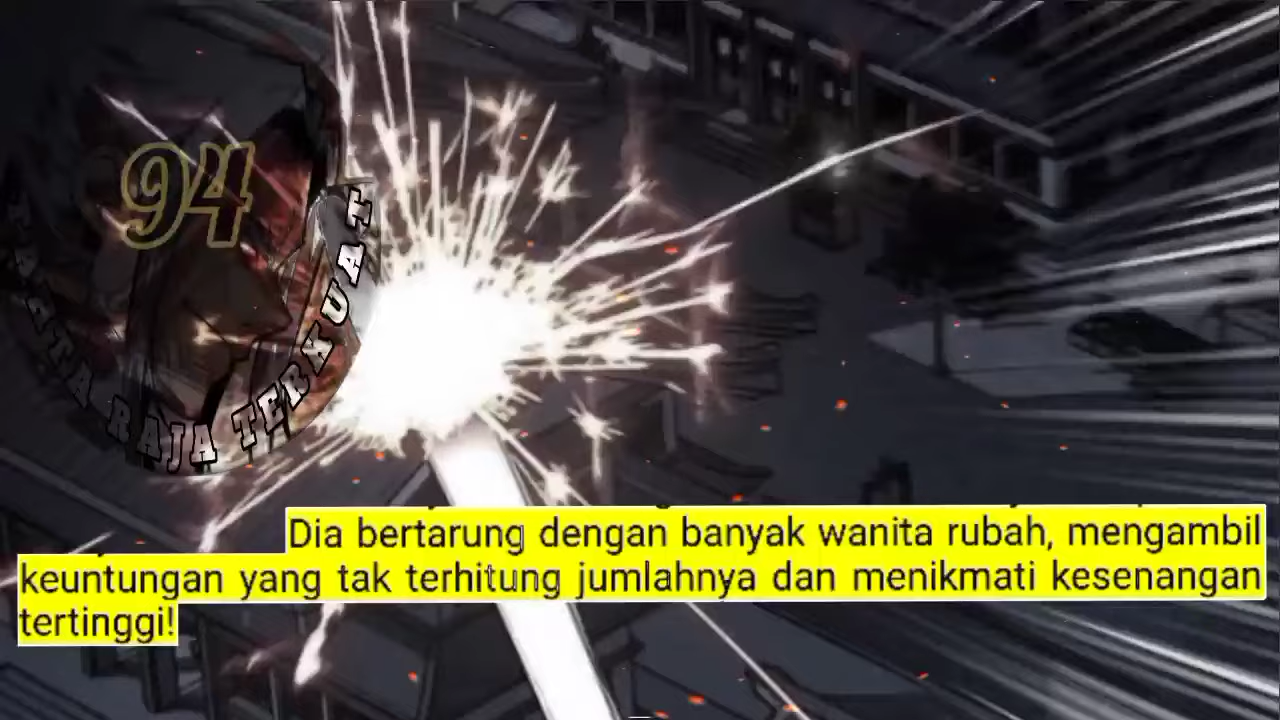 94
TAHTA RAJA TERKUAT
Dia bertarung dengan banyak wanita rubah, mengambil
keuntungan yang tak terhitung jumlahnya dan menikmati kesenangan
tertinggi!